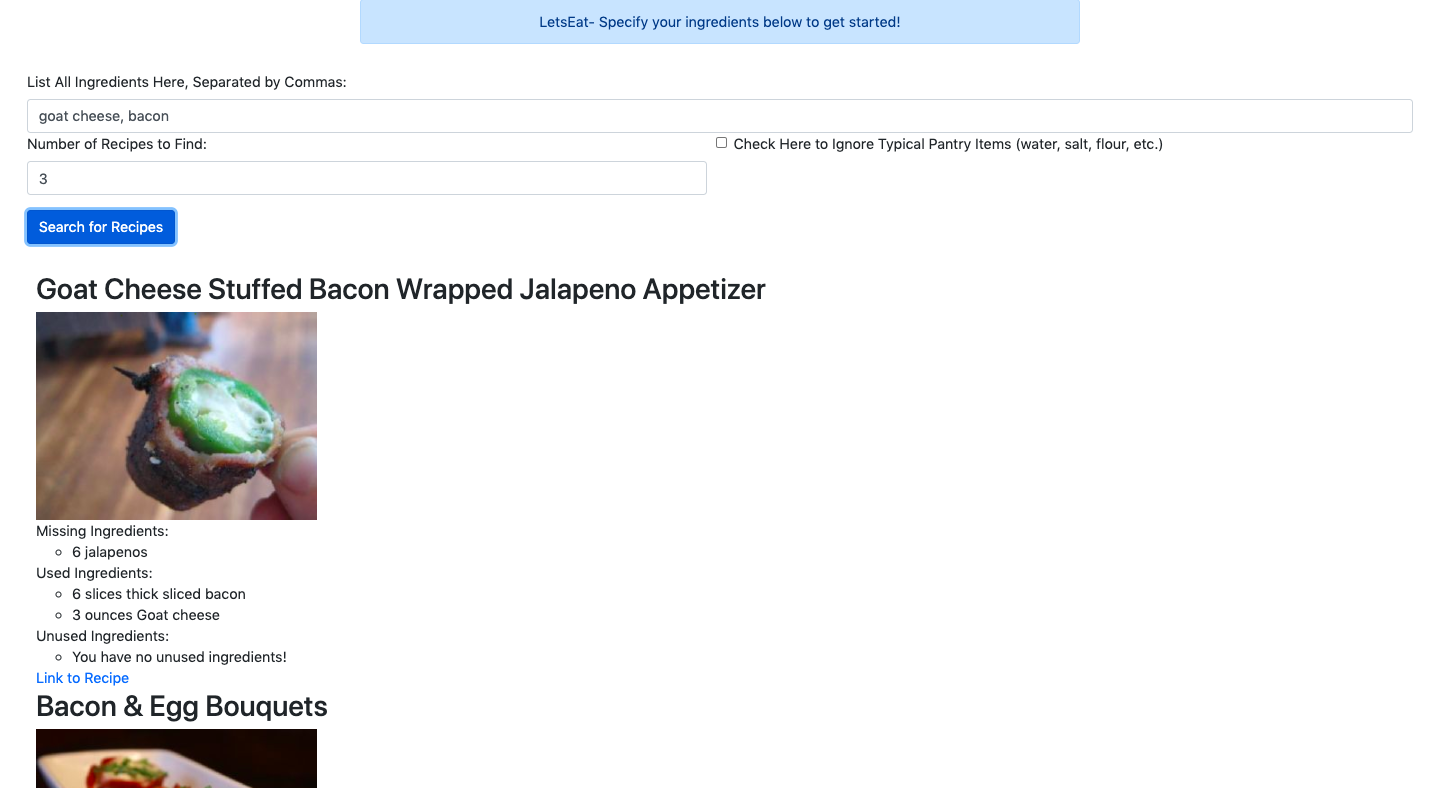 LetsEat- Specify your ingredients below to get started!
List All Ingredients Here, Separated by Commas:
goat cheese, bacon
Number of Recipes to Find:
Check Here to Ignore Typical Pantry Items (water, salt, flour, etc.)
3
Search for Recipes
Goat Cheese Stuffed Bacon Wrapped Jalapeno Appetizer
Missing Ingredients:
6 jalapenos
Used Ingredients:
6 slices thick sliced bacon
3 ounces Goat cheese
Unused Ingredients:
You have no unused ingredients!
Link to Recipe
Bacon & Egg Bouquets